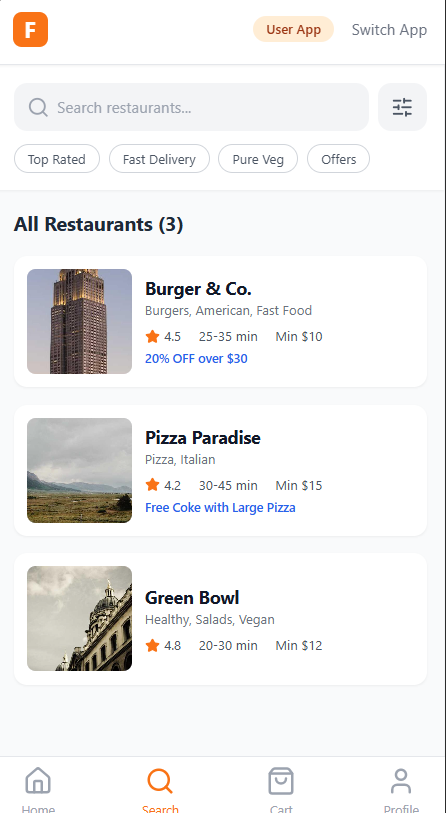 F
User App
Switch App
Search restaurants...
Top Rated
Fast Delivery
Pure Veg
Offers
All Restaurants (3)
Burger & Co.
Burgers, American, Fast Food
4.5 25-35 min Min $10
20% OFF over $30
Pizza Paradise
Pizza, Italian
4.2 30-45 min Min $15
Free Coke with Large Pizza
Green Bowl
Healthy, Salads, Vegan
4.8 20-30 min Min $12
Home
Search
Cart
Profile